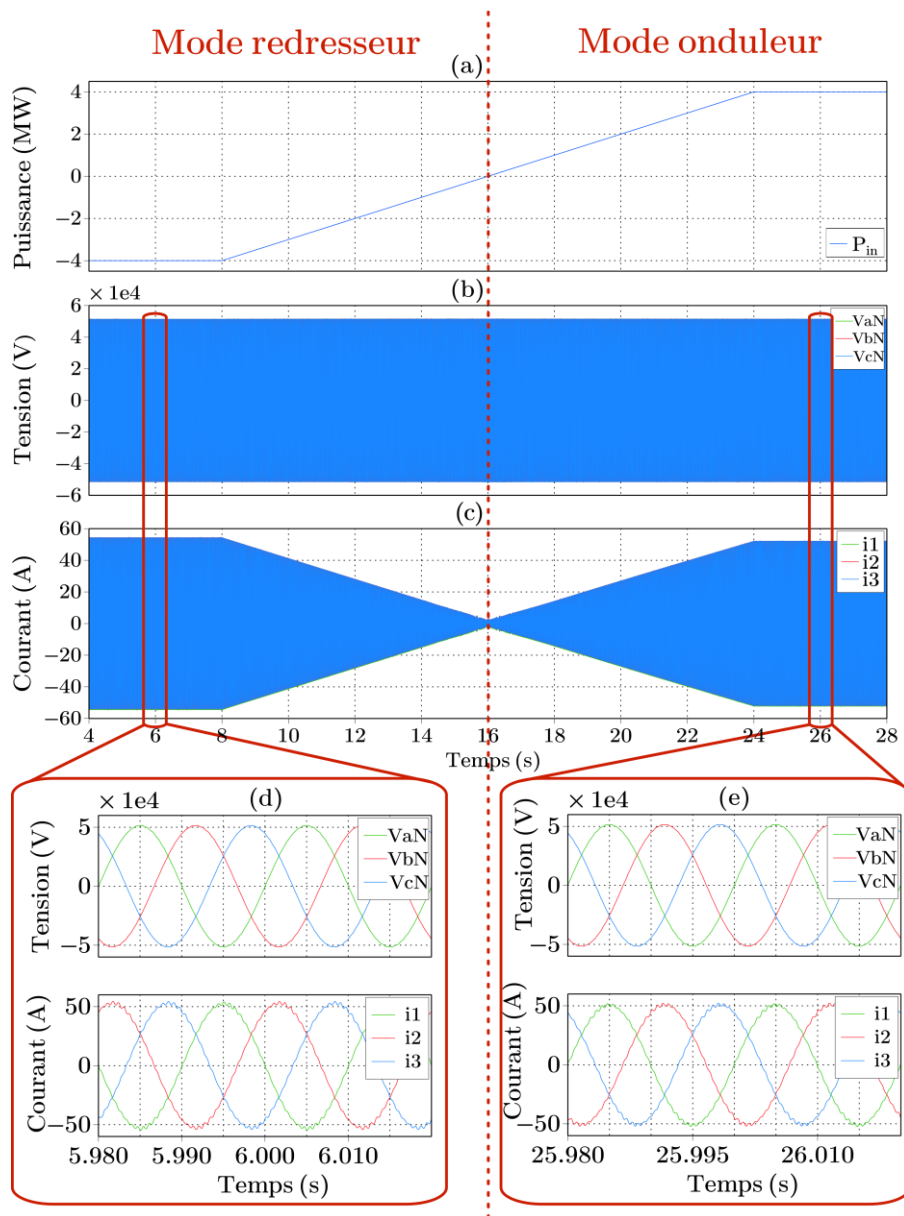 Mode redresseur
Mode onduleur
(a)
Puissance (MW)
4
2
0
−2
−4
P_in
(b)
× 1e4
Tension (V)
6
4
2
0
−2
−4
−6
VaN
VbN
VcN
(c)
Courant (A)
60
40
20
0
−20
−40
−60
i1
i2
i3
4 6 8 10 12 14 16 18 20 22 24 26 28
Temps (s)
(d)
× 1e4
Tension (V)
5
0
−5
VaN
VbN
VcN
Courant (A)
50
0
−50
i1
i2
i3
5.980 5.990 6.000 6.010
Temps (s)
(e)
× 1e4
Tension (V)
5
0
−5
VaN
VbN
VcN
Courant (A)
50
0
−50
i1
i2
i3
25.980 25.995 26.010
Temps (s)